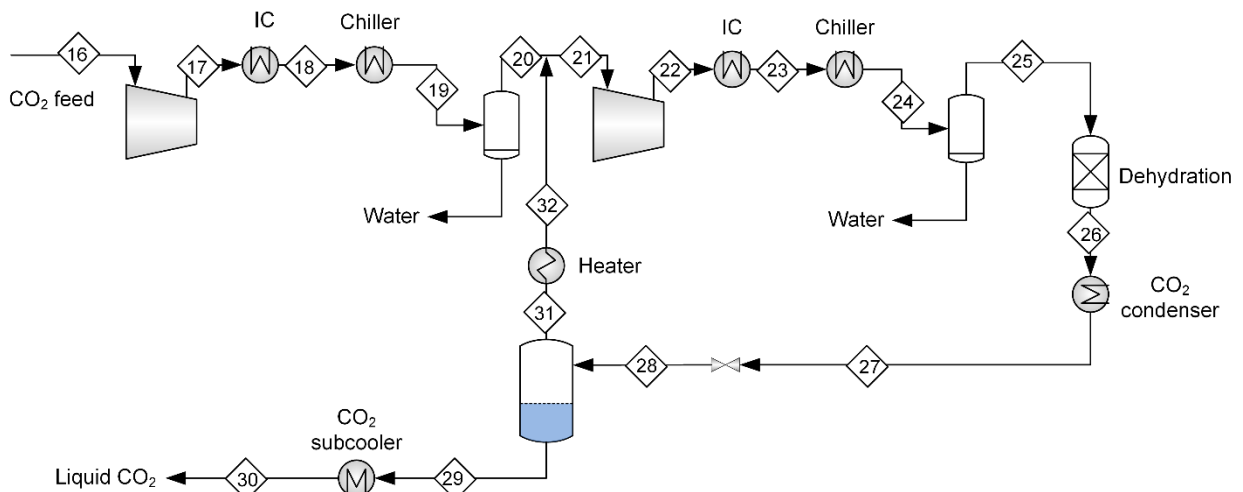 IC
Chiller
IC
Chiller
16
17
18
19
20
21
22
23
24
25
CO₂ feed
Water
Water
Dehydration
26
32
Heater
CO₂
condenser
31
28
27
CO₂
subcooler
Liquid CO₂
30
29